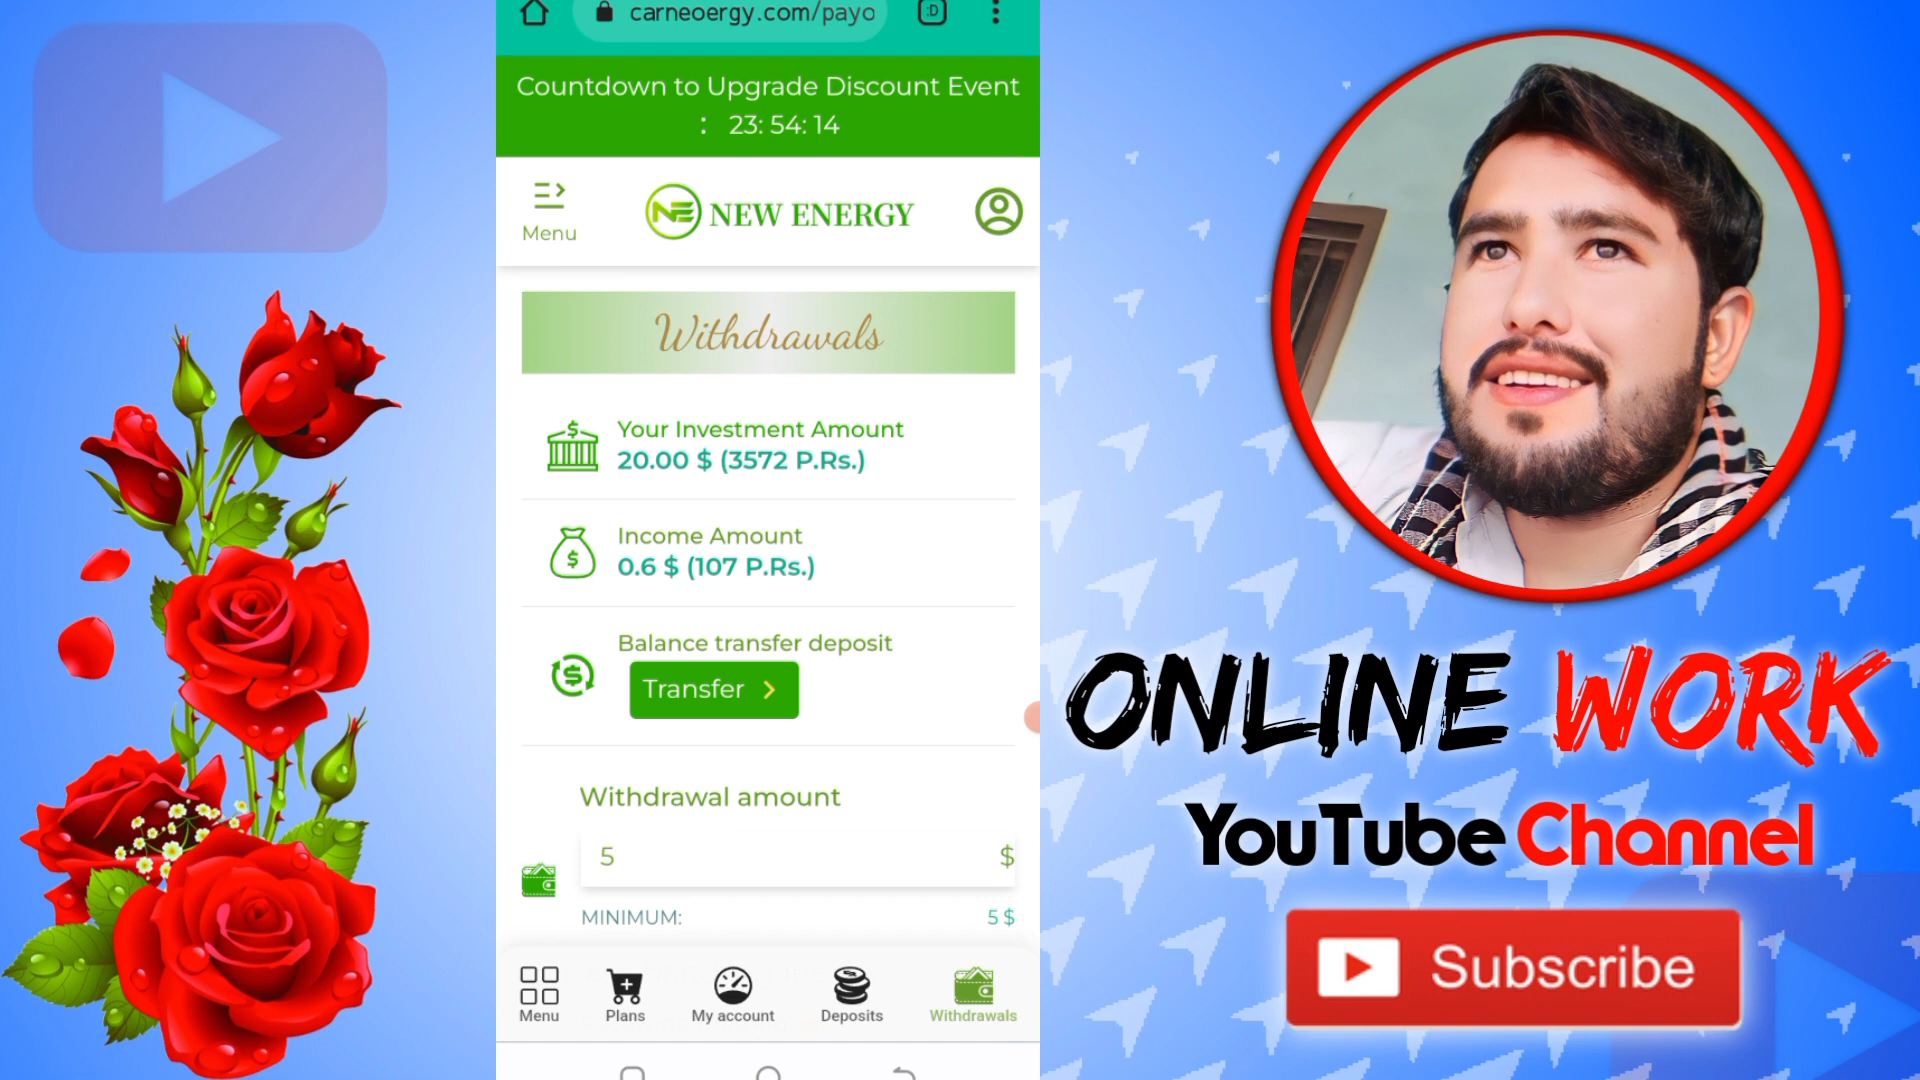 carneoergy.com/payo
:D
Countdown to Upgrade Discount Event
: 23: 54: 14
Menu
NE NEW ENERGY
Withdrawals
Your Investment Amount
20.00 $ (3572 P.Rs.)
Income Amount
0.6 $ (107 P.Rs.)
Balance transfer deposit
Transfer
Withdrawal amount
5 $
MINIMUM: 5 $
Menu
Plans
My account
Deposits
Withdrawals
ONLINE WORK
YouTube Channel
Subscribe